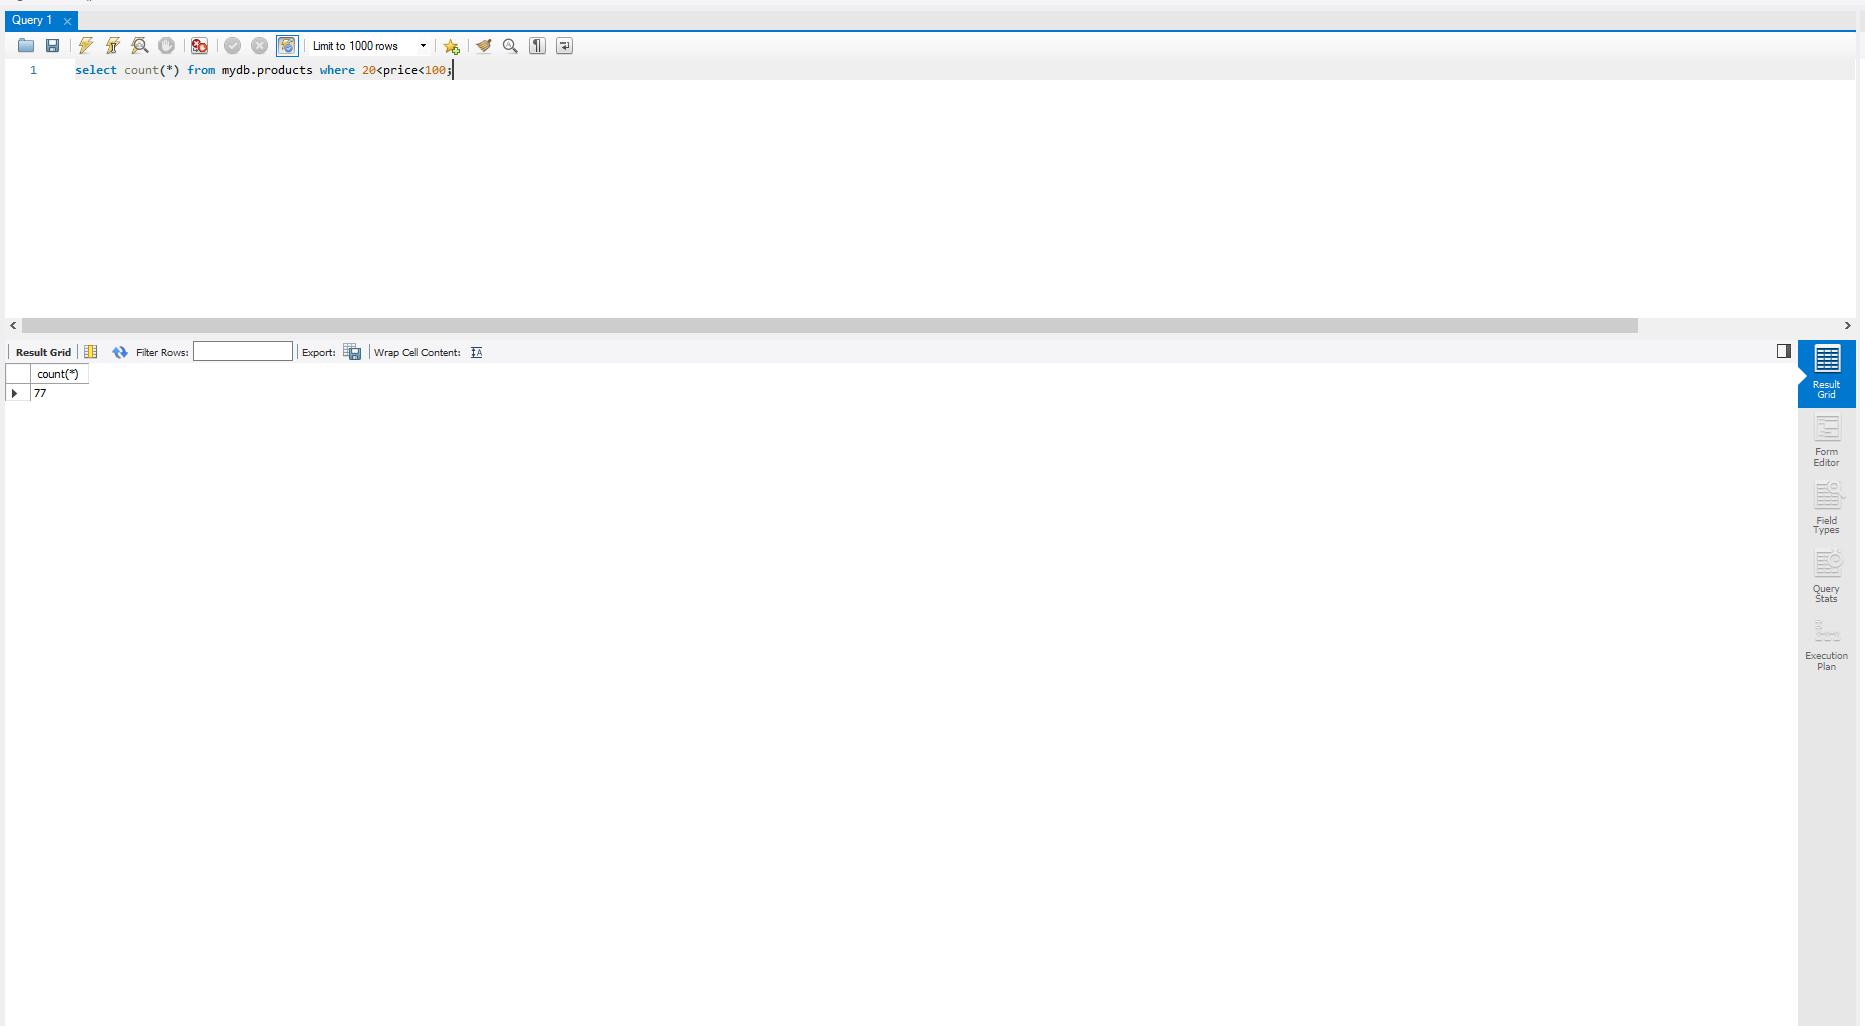 Query 1
Limit to 1000 rows
1 select count(*) from mydb.products where 20<price<100;
Result Grid
Filter Rows:
Export:
Wrap Cell Content:
count(*)
77
Result
Grid
Form
Editor
Field
Types
Query
Stats
Execution
Plan